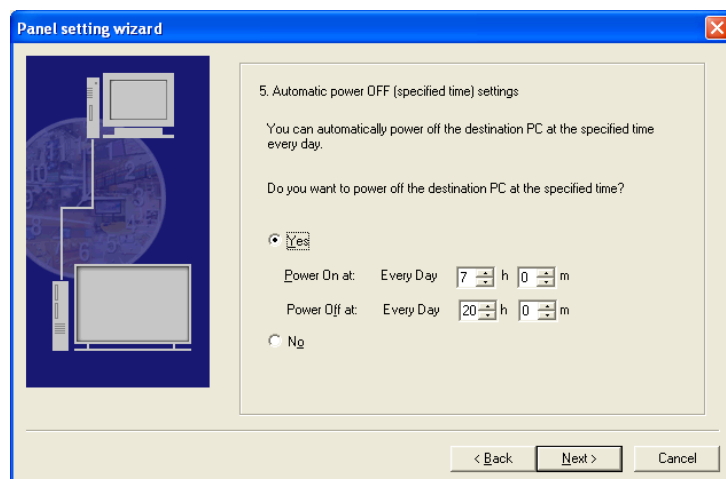 Panel setting wizard
5. Automatic power OFF (specified time) settings
You can automatically power off the destination PC at the specified time
every day.
Do you want to power off the destination PC at the specified time?
Yes
Power On at: Every Day 7 h 0 m
Power Off at: Every Day 20 h 0 m
No
< Back Next > Cancel